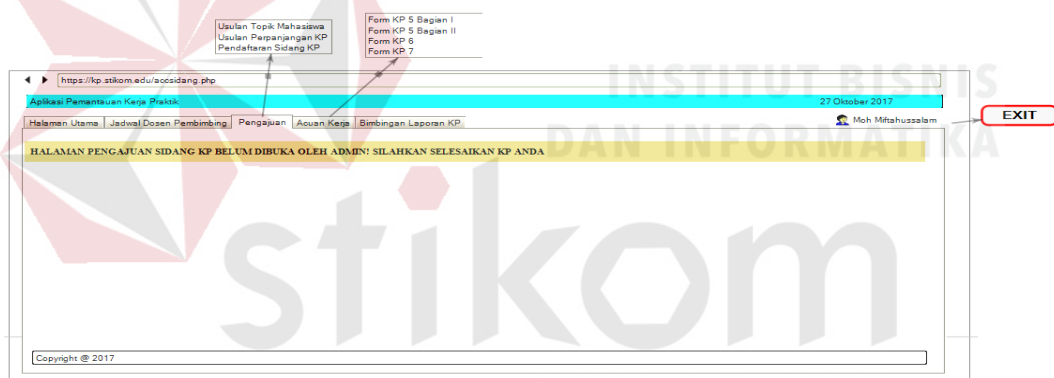 Usulan Topik Mahasiswa
Usulan Perpanjangan KP
Pendaftaran Sidang KP
Form KP 5 Bagian I
Form KP 5 Bagian II
Form KP 6
Form KP 7
https://kp.stikom.edu/accsidang.php
Aplikasi Pemantauan Kerja Praktik
27 Oktober 2017
Halaman Utama
Jadwal Dosen Pembimbing
Pengajuan
Acuan Kerja
Bimbingan Laporan KP
Moh Miftahussalam
EXIT
HALAMAN PENGAJUAN SIDANG KP BELUM DIBUKA OLEH ADMIN! SILAHKAN SELESAIKAN KP ANDA
INSTITUT BISNIS
DAN INFORMATIKA
stikom
Copyright @ 2017